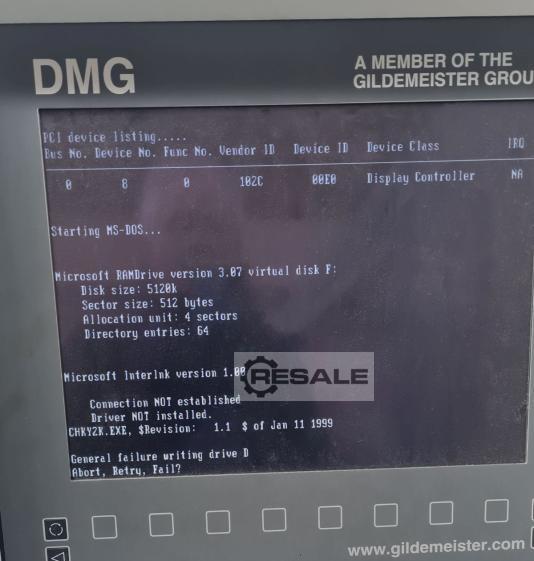 DMG
A MEMBER OF THE
GILDEMEISTER GROU
PCI device listing.....
Bus No. Device No. Func No. Vendor ID Device ID Device Class IRQ
0 8 0 102C 00E0 Display Controller NA
Starting MS-DOS...
Microsoft RAMDrive version 3.07 virtual disk F:
Disk size: 5120k
Sector size: 512 bytes
Allocation unit: 4 sectors
Directory entries: 64
Microsoft Interlnk version 1.00
RESALE
Connection NOT established
Driver NOT installed.
CHKY2K.EXE, $Revision: 1.1 $ of Jan 11 1999
General failure writing drive D
Abort, Retry, Fail?
www.gildemeister.com